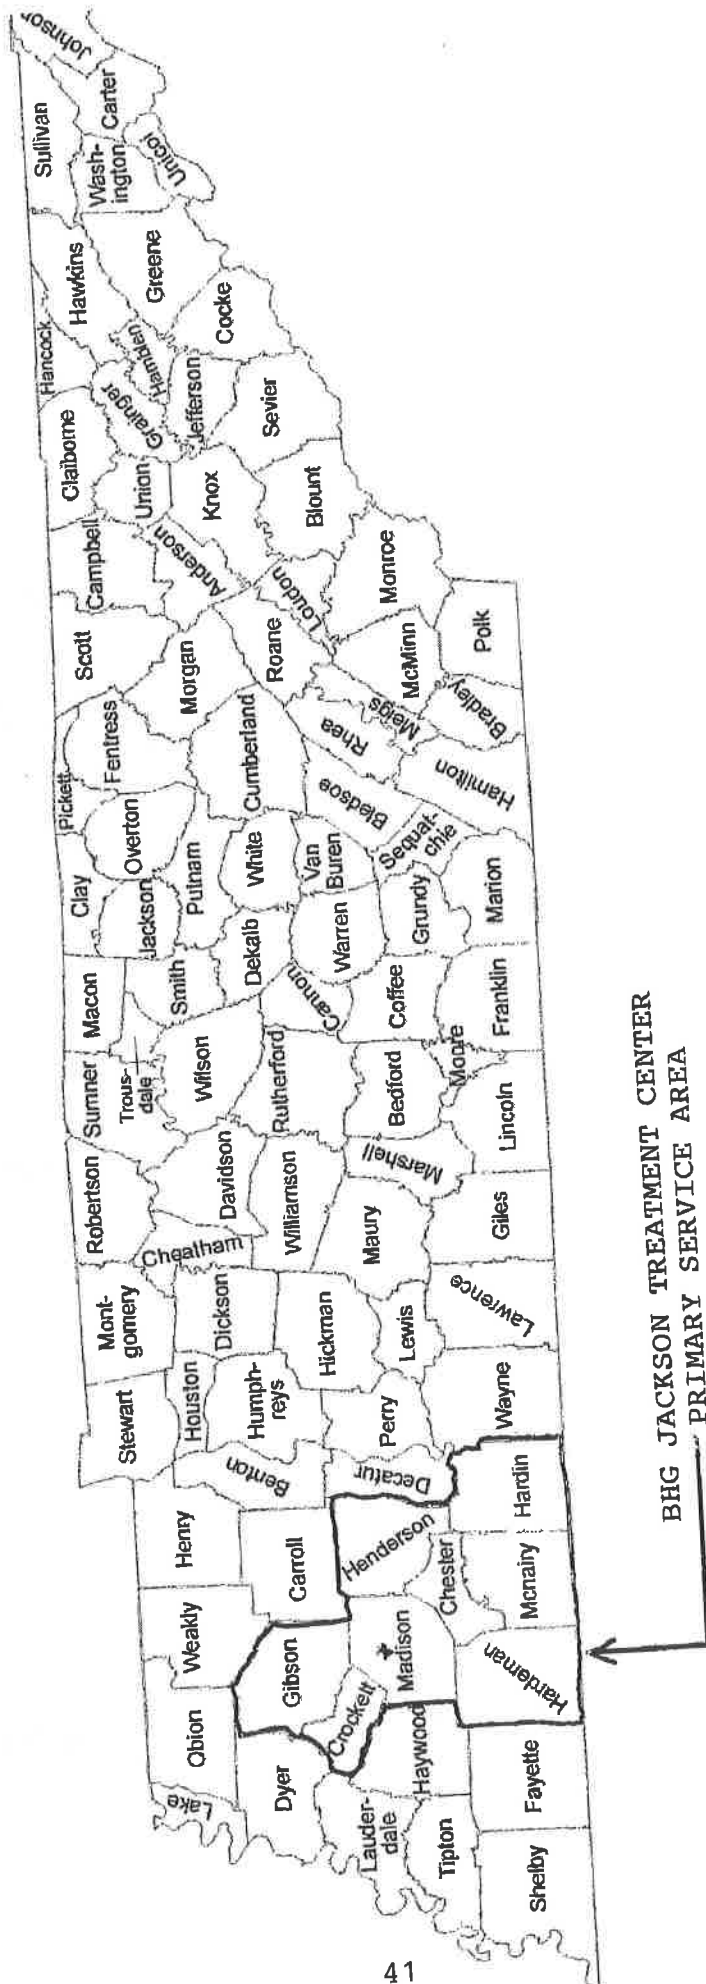 Johnson
Sullivan
Carter
Wash-
ington
Unicoi
Hawkins
Greene
Hancock
Hamblen
Cocke
Grainger
Jefferson
Claiborne
Union
Knox
Sevier
Campbell
Anderson
Blount
Loudon
Scott
Morgan
Roane
Monroe
McMinn
Polk
Meigs
Bradley
Rhea
Hamilton
Pickett
Fentress
Cumberland
Bledsoe
Sequat-
chie
Clay
Overton
Putnam
White
Van
Buren
Jackson
Grundy
Marion
Macon
Smith
Dekalb
Warren
Cannon
Coffee
Franklin
Sumner
Trous-
dale
Wilson
Rutherford
Bedford
Moore
Lincoln
Robertson
Davidson
Williamson
Marshell
Cheatham
Maury
Giles
Mont-
gomery
Dickson
Hickman
Lewis
Lawrence
Stewart
Houston
Humph-
reys
Perry
Wayne
Benton
Decatur
Henry
Carroll
Henderson
Hardin
Chester
Mcnairy
Weakly
Gibson
Madison
Crockett
Hardeman
Obion
Lake
Dyer
Haywood
Fayette
Lauder-
dale
Tipton
Shelby
BHG JACKSON TREATMENT CENTER
PRIMARY SERVICE AREA
41